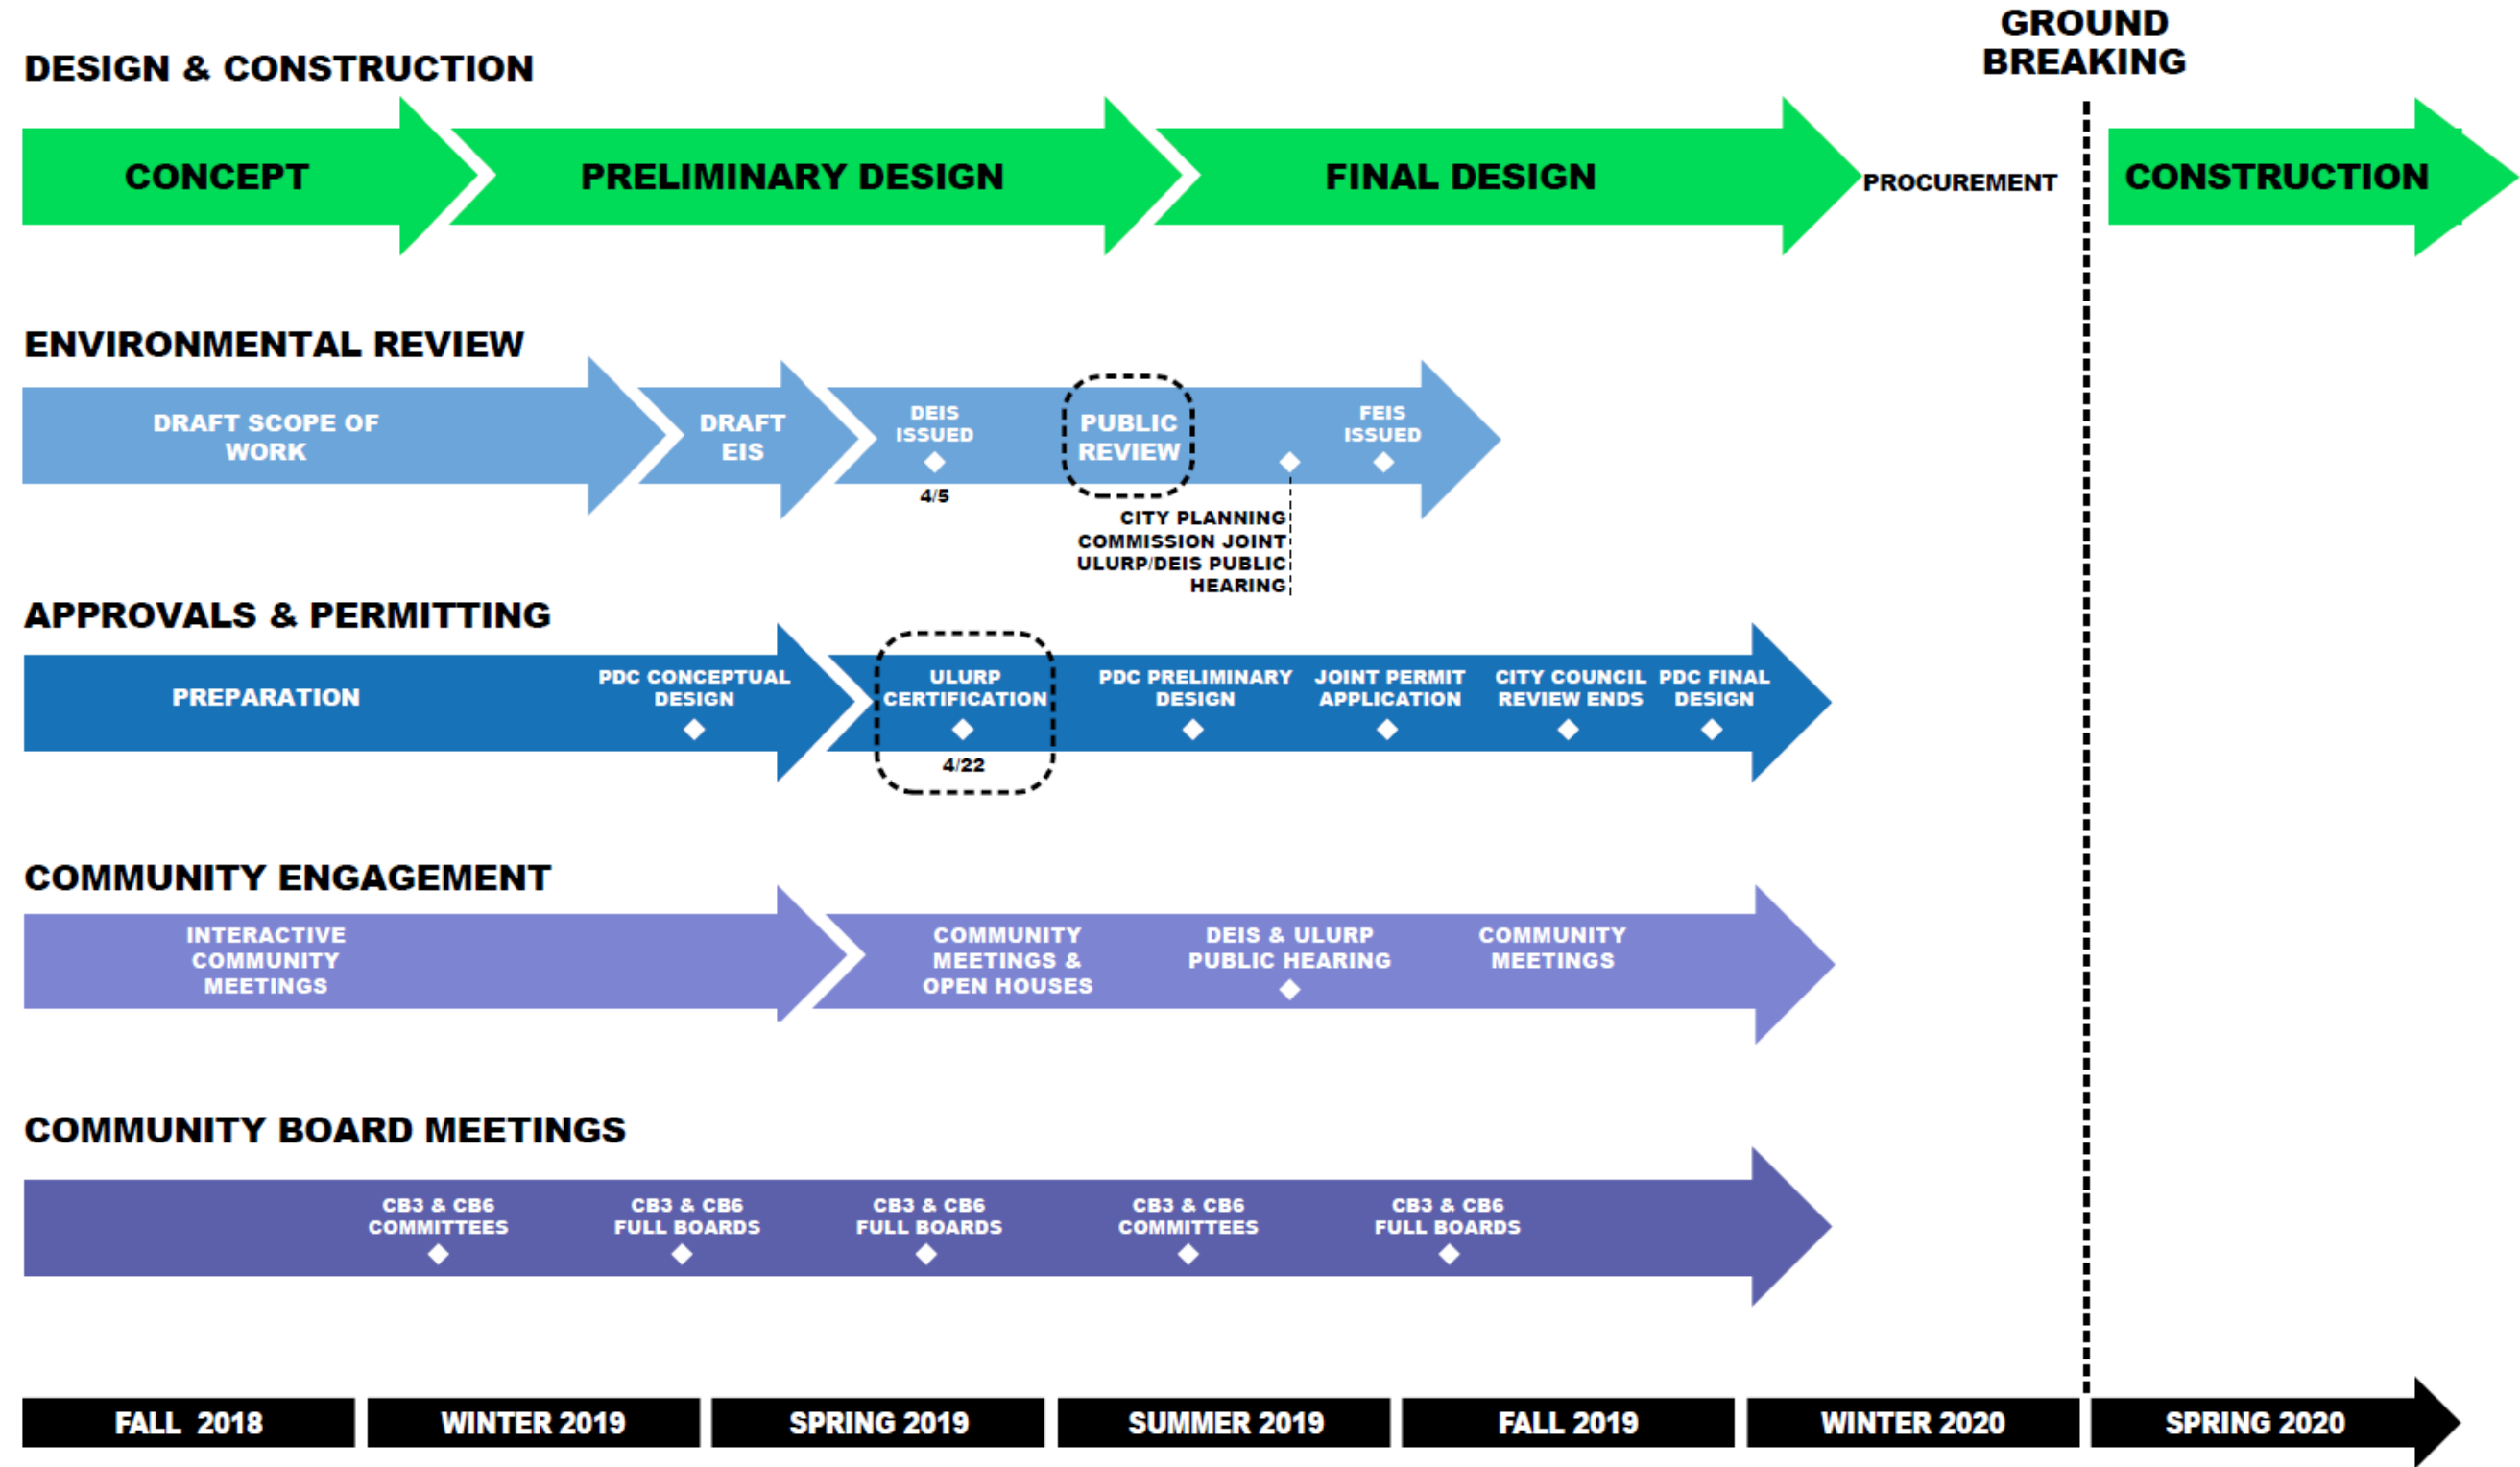 GROUND
BREAKING
DESIGN & CONSTRUCTION
CONCEPT
PRELIMINARY DESIGN
FINAL DESIGN
PROCUREMENT
CONSTRUCTION
ENVIRONMENTAL REVIEW
DRAFT SCOPE OF
WORK
DRAFT
EIS
DEIS
ISSUED
4/5
PUBLIC
REVIEW
CITY PLANNING
COMMISSION JOINT
ULURP/DEIS PUBLIC
HEARING
FEIS
ISSUED
APPROVALS & PERMITTING
PREPARATION
PDC CONCEPTUAL
DESIGN
ULURP
CERTIFICATION
4/22
PDC PRELIMINARY
DESIGN
JOINT PERMIT
APPLICATION
CITY COUNCIL
REVIEW ENDS
PDC FINAL
DESIGN
COMMUNITY ENGAGEMENT
INTERACTIVE
COMMUNITY
MEETINGS
COMMUNITY
MEETINGS &
OPEN HOUSES
DEIS & ULURP
PUBLIC HEARING
COMMUNITY
MEETINGS
COMMUNITY BOARD MEETINGS
CB3 & CB6
COMMITTEES
CB3 & CB6
FULL BOARDS
CB3 & CB6
FULL BOARDS
CB3 & CB6
COMMITTEES
CB3 & CB6
FULL BOARDS
FALL 2018
WINTER 2019
SPRING 2019
SUMMER 2019
FALL 2019
WINTER 2020
SPRING 2020